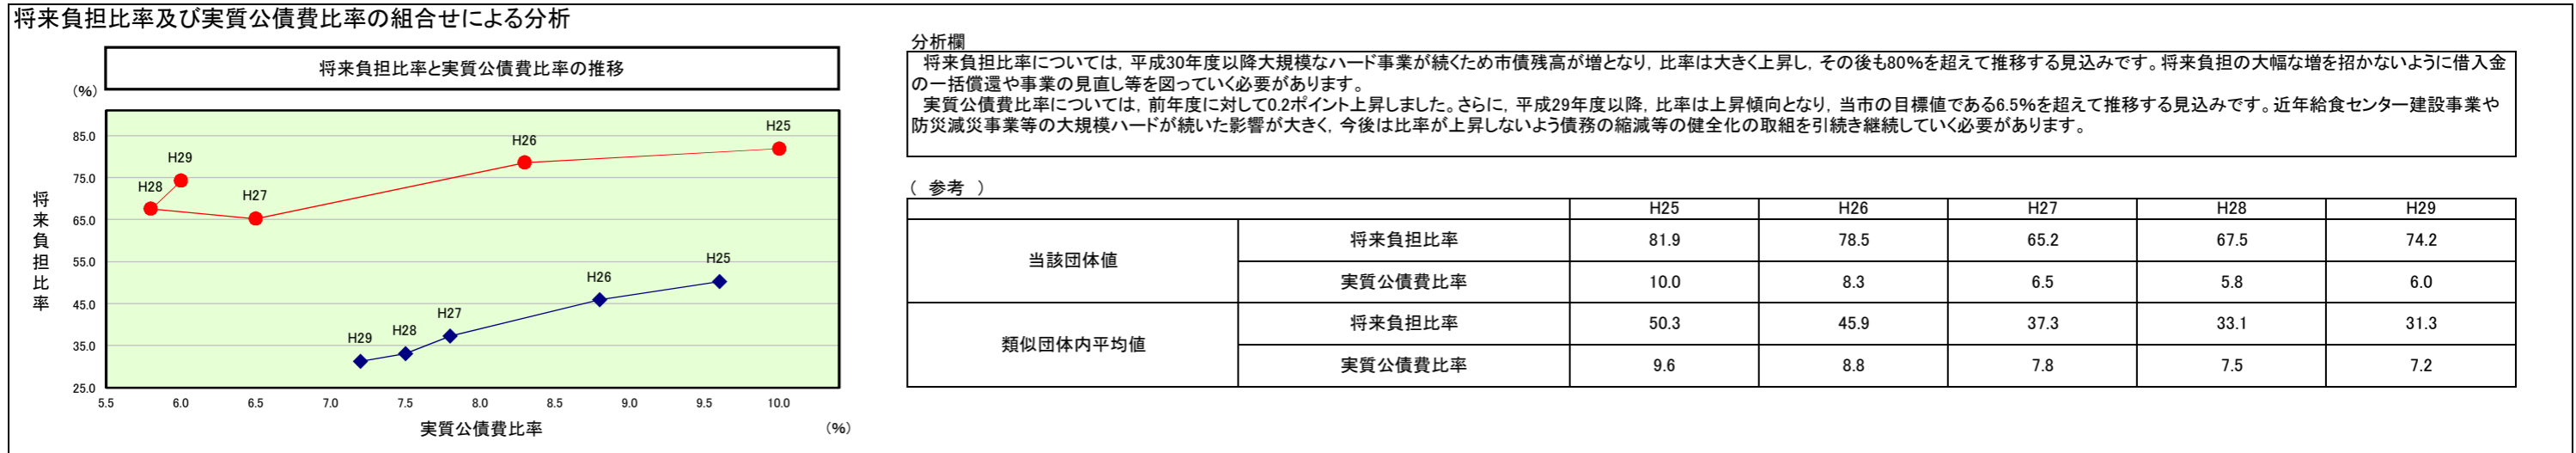 将来負担比率及び実質公債費比率の組合せによる分析
将来負担比率と実質公債費比率の推移
(%)
85.0
75.0
65.0
55.0
45.0
35.0
25.0
将来負担比率
H25
H26
H27
H28
H29
H25
H26
H27
H28
H29
5.5 6.0 6.5 7.0 7.5 8.0 8.5 9.0 9.5 10.0
実質公債費比率
(%)
分析欄
将来負担比率については,平成30年度以降大規模なハード事業が続くため市債残高が増となり,比率は大きく上昇し,その後も80%を超えて推移する見込みです。将来負担の大幅な増を招かないように借入金
の一括償還や事業の見直し等を図っていく必要があります。
実質公債費比率については,前年度に対して0.2ポイント上昇しました。さらに,平成29年度以降,比率は上昇傾向となり,当市の目標値である6.5%を超えて推移する見込みです。近年給食センター建設事業や
防災減災事業等の大規模ハードが続いた影響が大きく,今後は比率が上昇しないよう債務の縮減等の健全化の取組を引続き継続していく必要があります。
( 参考 )
H25 H26 H27 H28 H29
当該団体値
将来負担比率 81.9 78.5 65.2 67.5 74.2
実質公債費比率 10.0 8.3 6.5 5.8 6.0
類似団体内平均値
将来負担比率 50.3 45.9 37.3 33.1 31.3
実質公債費比率 9.6 8.8 7.8 7.5 7.2